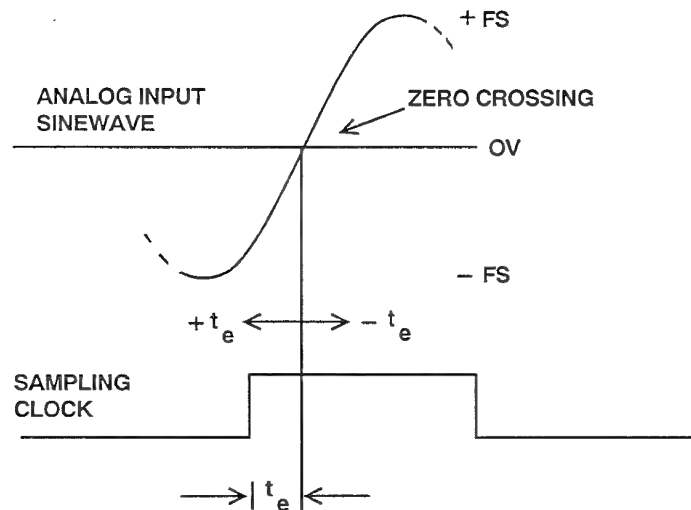 + FS
ANALOG INPUT
SINEWAVE
ZERO CROSSING
OV
− FS
+ t e
− t e
SAMPLING
CLOCK
t e